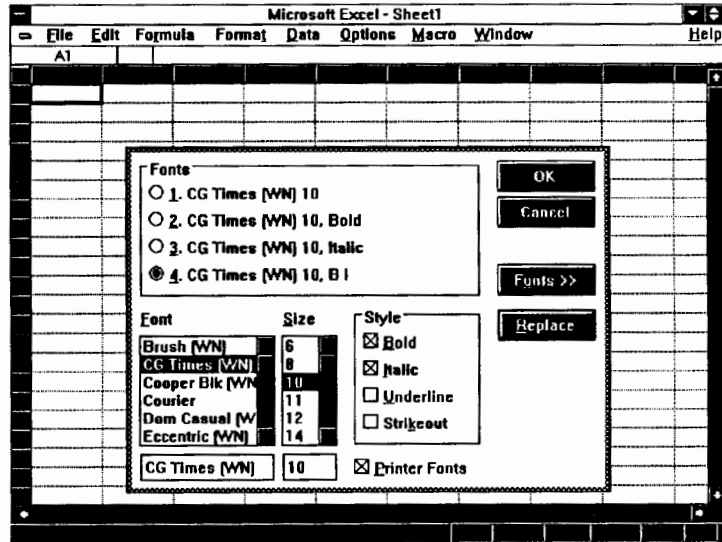 Microsoft Excel - Sheet1
File Edit Formula Format Data Options Macro Window Help
A1
Fonts
1. CG Times (WN) 10
2. CG Times (WN) 10, Bold
3. CG Times (WN) 10, Italic
4. CG Times (WN) 10, B I
OK
Cancel
Fonts >>
Replace
Font
Brush (WN)
CG Times (WN)
Cooper Blk (WN
Courier
Dom Casual (W
Eccentric (WN)
CG Times (WN)
Size
6
8
10
11
12
14
10
Style
Bold
Italic
Underline
Strikeout
Printer Fonts